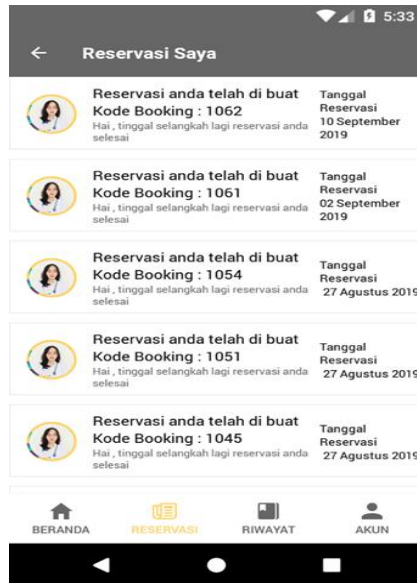 5:33
Reservasi Saya
Reservasi anda telah di buat
Kode Booking : 1062
Hai , tinggal selangkah lagi reservasi anda
selesai
Tanggal
Reservasi
10 September
2019
Reservasi anda telah di buat
Kode Booking : 1061
Hai , tinggal selangkah lagi reservasi anda
selesai
Tanggal
Reservasi
02 September
2019
Reservasi anda telah di buat
Kode Booking : 1054
Hai , tinggal selangkah lagi reservasi anda
selesai
Tanggal
Reservasi
27 Agustus 2019
Reservasi anda telah di buat
Kode Booking : 1051
Hai , tinggal selangkah lagi reservasi anda
selesai
Tanggal
Reservasi
27 Agustus 2019
Reservasi anda telah di buat
Kode Booking : 1045
Hai , tinggal selangkah lagi reservasi anda
selesai
Tanggal
Reservasi
27 Agustus 2019
BERANDA RESERVASI RIWAYAT AKUN